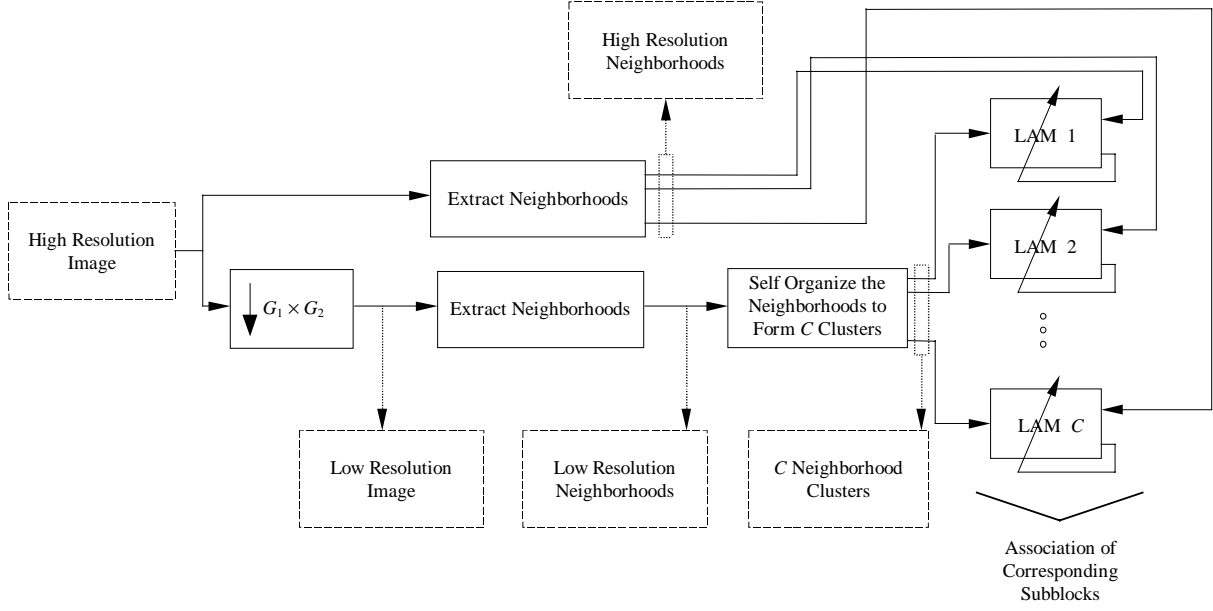 High Resolution
Neighborhoods
LAM 1
Extract Neighborhoods
High Resolution
Image
LAM 2
G₁ × G₂
Extract Neighborhoods
Self Organize the
Neighborhoods to
Form C Clusters
LAM C
Low Resolution
Image
Low Resolution
Neighborhoods
C Neighborhood
Clusters
Association of
Corresponding
Subblocks